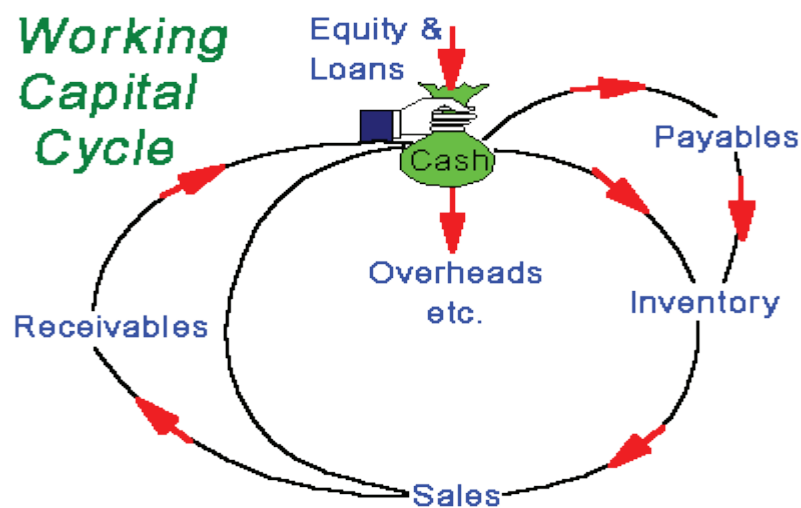 Working
Capital
Cycle
Equity &
Loans
Cash
Payables
Overheads
etc.
Inventory
Receivables
Sales